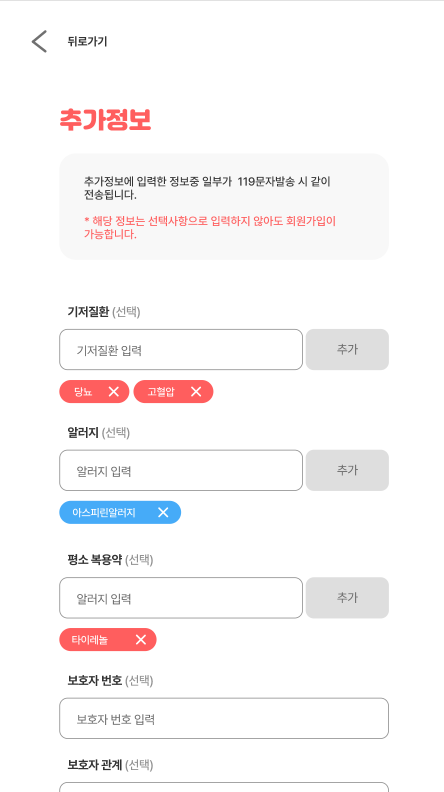 뒤로가기
추가정보
추가정보에 입력한 정보중 일부가 119문자발송 시 같이
전송됩니다.
* 해당 정보는 선택사항으로 입력하지 않아도 회원가입이
가능합니다.
기저질환 (선택)
기저질환 입력 추가
당뇨 고혈압
알러지 (선택)
알러지 입력 추가
아스피린알러지
평소 복용약 (선택)
알러지 입력 추가
타이레놀
보호자 번호 (선택)
보호자 번호 입력
보호자 관계 (선택)